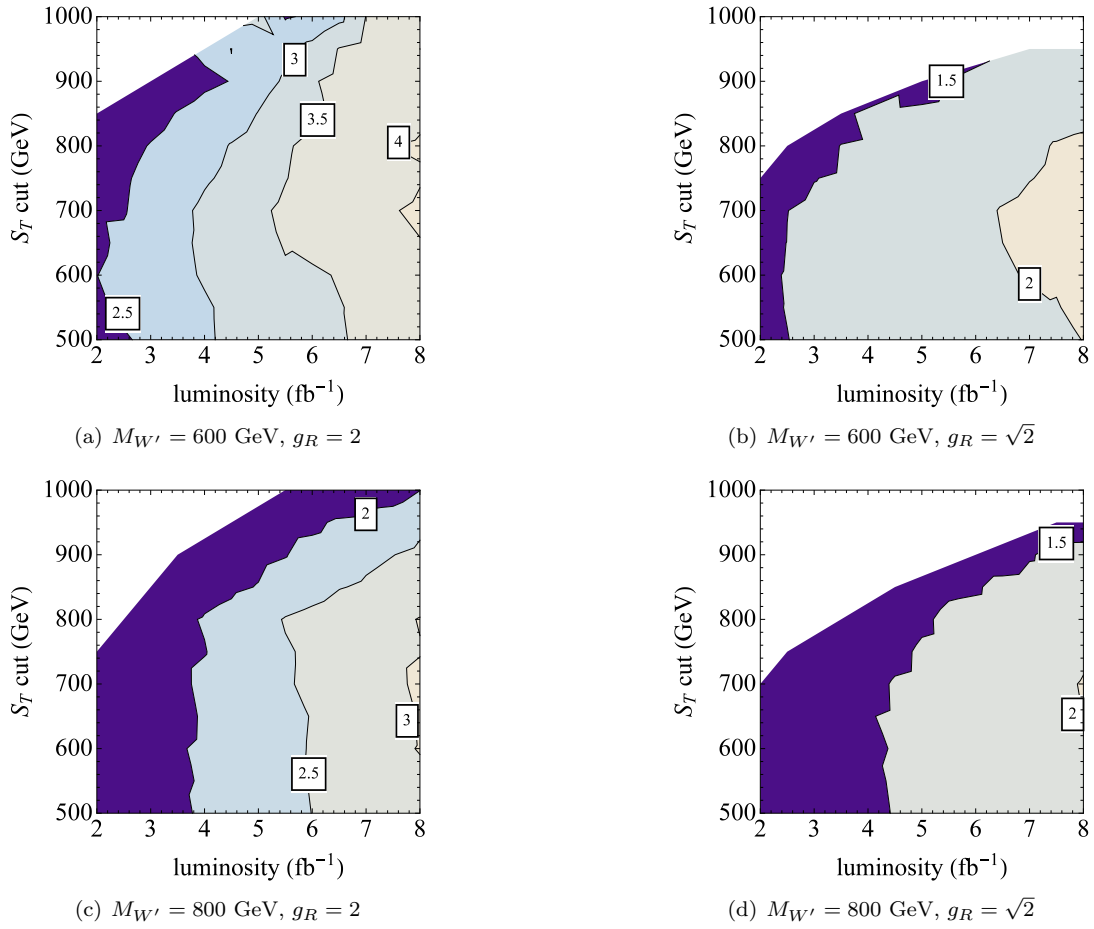 1000
900
800
700
600
500
S_T cut (GeV)
2.5
3
3.5
4
2 3 4 5 6 7 8
luminosity (fb⁻¹)
(a) M_{W'} = 600 GeV, g_R = 2
1000
900
800
700
600
500
S_T cut (GeV)
1.5
2
2 3 4 5 6 7 8
luminosity (fb⁻¹)
(b) M_{W'} = 600 GeV, g_R = √2
1000
900
800
700
600
500
S_T cut (GeV)
2
2.5
3
2 3 4 5 6 7 8
luminosity (fb⁻¹)
(c) M_{W'} = 800 GeV, g_R = 2
1000
900
800
700
600
500
S_T cut (GeV)
1.5
2
2 3 4 5 6 7 8
luminosity (fb⁻¹)
(d) M_{W'} = 800 GeV, g_R = √2